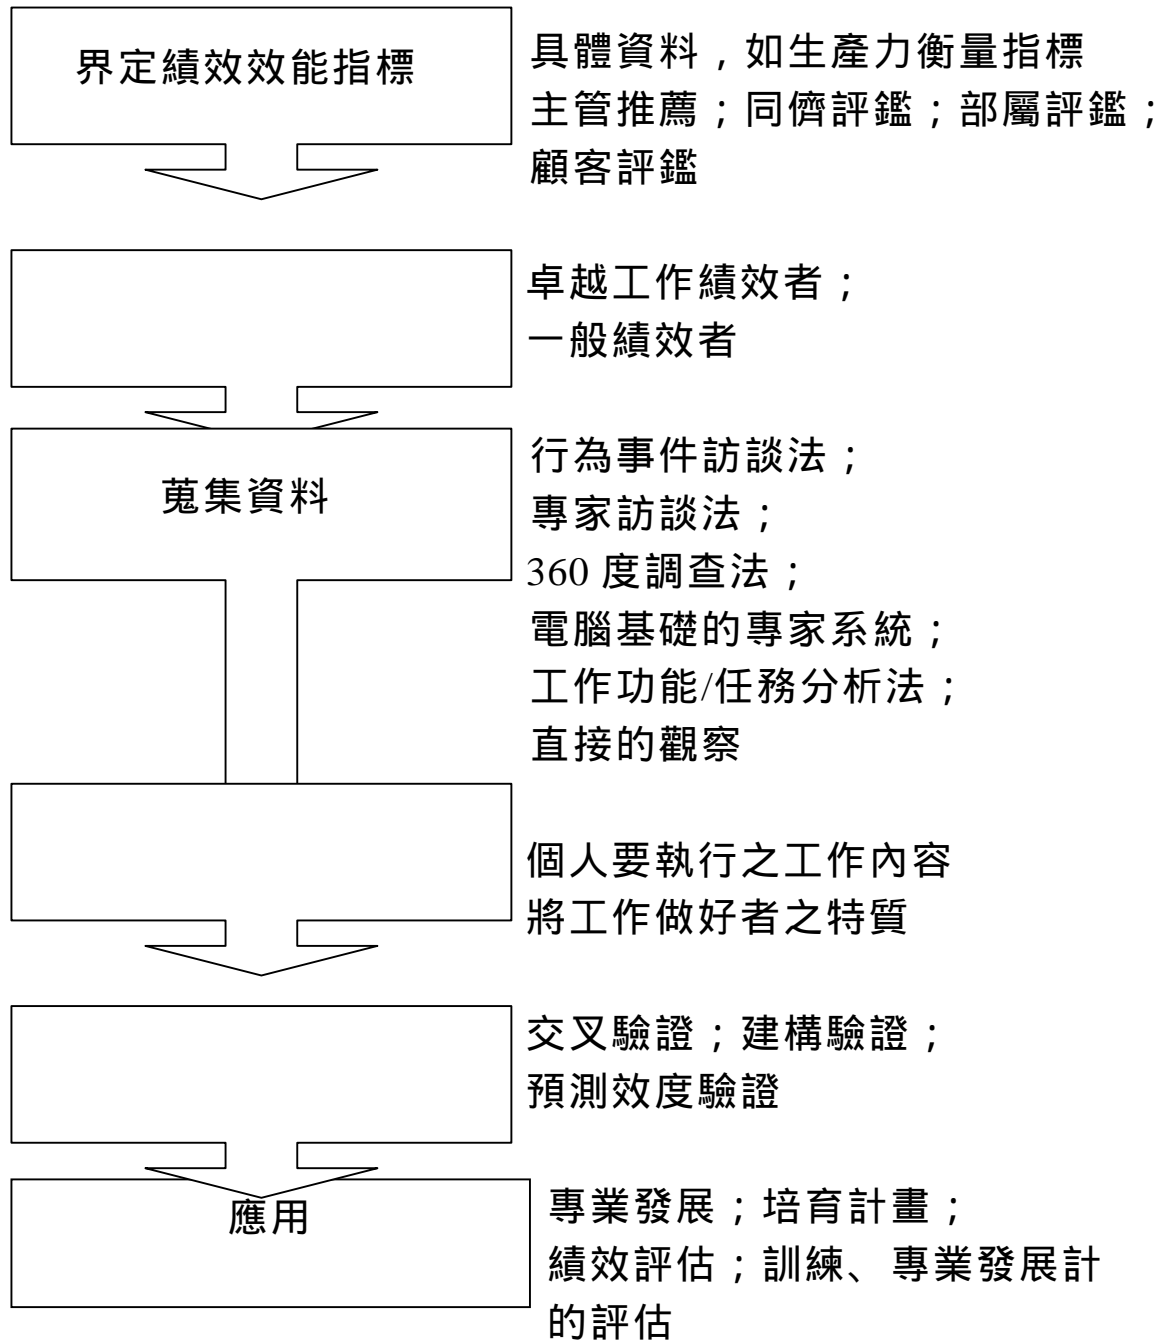 界定績效效能指標
具體資料，如生產力衡量指標
主管推薦；同儕評鑑；部屬評鑑；
顧客評鑑
卓越工作績效者；
一般績效者
蒐集資料
行為事件訪談法；
專家訪談法；
360 度調查法；
電腦基礎的專家系統；
工作功能/任務分析法；
直接的觀察
個人要執行之工作內容
將工作做好者之特質
交叉驗證；建構驗證；
預測效度驗證
應用
專業發展；培育計畫；
績效評估；訓練、專業發展計
的評估